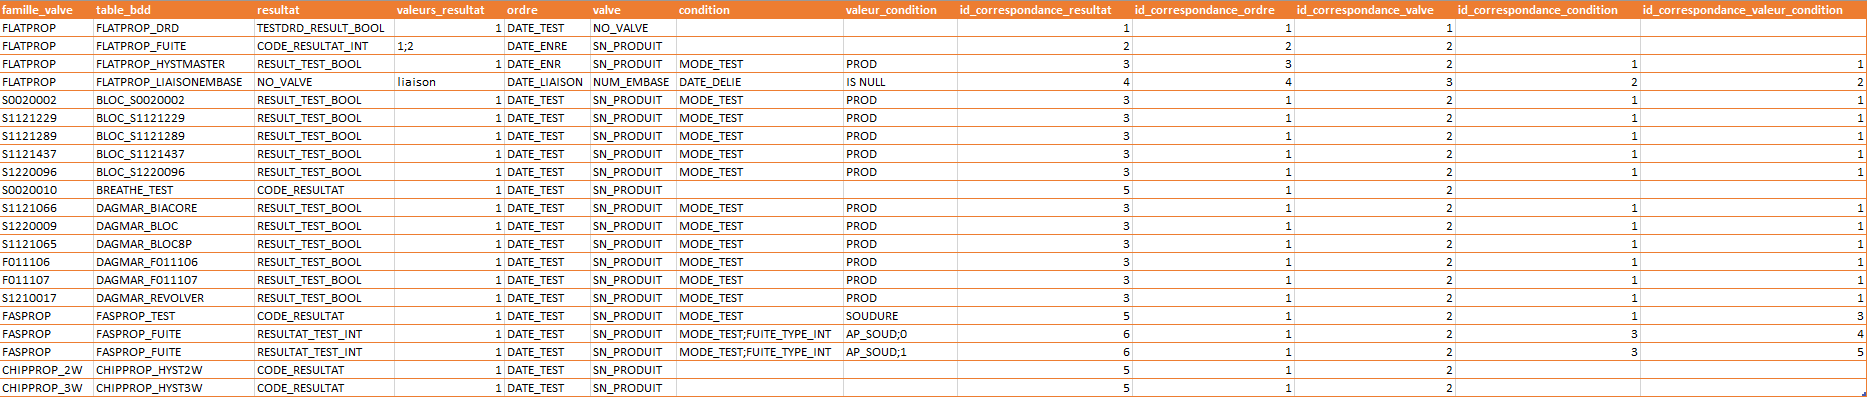 famille_valve table_bdd resultat valeurs_resultat ordre valve condition valeur_condition id_correspondance_resultat id_correspondance_ordre id_correspondance_valve id_correspondance_condition id_correspondance_valeur_condition
FLATPROP FLATPROP_DRD TESTDRD_RESULT_BOOL 1 DATE_TEST NO_VALVE 1 1 1
FLATPROP FLATPROP_FUITE CODE_RESULTAT_INT 1;2 DATE_ENRE SN_PRODUIT 2 2 2
FLATPROP FLATPROP_HYSTMASTER RESULT_TEST_BOOL 1 DATE_ENR SN_PRODUIT MODE_TEST PROD 3 3 2 1 1
FLATPROP FLATPROP_LIAISONEMBASE NO_VALVE liaison DATE_LIAISON NUM_EMBASE DATE_DELIE IS NULL 4 4 3 2 2
S0020002 BLOC_S0020002 RESULT_TEST_BOOL 1 DATE_TEST SN_PRODUIT MODE_TEST PROD 3 1 2 1 1
S1121229 BLOC_S1121229 RESULT_TEST_BOOL 1 DATE_TEST SN_PRODUIT MODE_TEST PROD 3 1 2 1 1
S1121289 BLOC_S1121289 RESULT_TEST_BOOL 1 DATE_TEST SN_PRODUIT MODE_TEST PROD 3 1 2 1 1
S1121437 BLOC_S1121437 RESULT_TEST_BOOL 1 DATE_TEST SN_PRODUIT MODE_TEST PROD 3 1 2 1 1
S1220096 BLOC_S1220096 RESULT_TEST_BOOL 1 DATE_TEST SN_PRODUIT MODE_TEST PROD 3 1 2 1 1
S0020010 BREATHE_TEST CODE_RESULTAT 1 DATE_TEST SN_PRODUIT 5 1 2
S1121066 DAGMAR_BIACORE RESULT_TEST_BOOL 1 DATE_TEST SN_PRODUIT MODE_TEST PROD 3 1 2 1 1
S1220009 DAGMAR_BLOC RESULT_TEST_BOOL 1 DATE_TEST SN_PRODUIT MODE_TEST PROD 3 1 2 1 1
S1121065 DAGMAR_BLOC8P RESULT_TEST_BOOL 1 DATE_TEST SN_PRODUIT MODE_TEST PROD 3 1 2 1 1
F011106 DAGMAR_F011106 RESULT_TEST_BOOL 1 DATE_TEST SN_PRODUIT MODE_TEST PROD 3 1 2 1 1
F011107 DAGMAR_F011107 RESULT_TEST_BOOL 1 DATE_TEST SN_PRODUIT MODE_TEST PROD 3 1 2 1 1
S1210017 DAGMAR_REVOLVER RESULT_TEST_BOOL 1 DATE_TEST SN_PRODUIT MODE_TEST PROD 3 1 2 1 1
FASPROP FASPROP_TEST CODE_RESULTAT 1 DATE_TEST SN_PRODUIT MODE_TEST SOUDURE 5 1 2 1 3
FASPROP FASPROP_FUITE RESULTAT_TEST_INT 1 DATE_TEST SN_PRODUIT MODE_TEST;FUITE_TYPE_INT AP_SOUD;0 6 1 2 3 4
FASPROP FASPROP_FUITE RESULTAT_TEST_INT 1 DATE_TEST SN_PRODUIT MODE_TEST;FUITE_TYPE_INT AP_SOUD;1 6 1 2 3 5
CHIPPROP_2W CHIPPROP_HYST2W CODE_RESULTAT 1 DATE_TEST SN_PRODUIT 5 1 2
CHIPPROP_3W CHIPPROP_HYST3W CODE_RESULTAT 1 DATE_TEST SN_PRODUIT 5 1 2